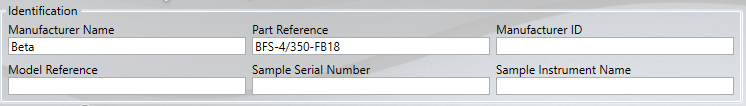 Identification
Manufacturer Name Part Reference Manufacturer ID
Beta BFS-4/350-FB18
Model Reference Sample Serial Number Sample Instrument Name